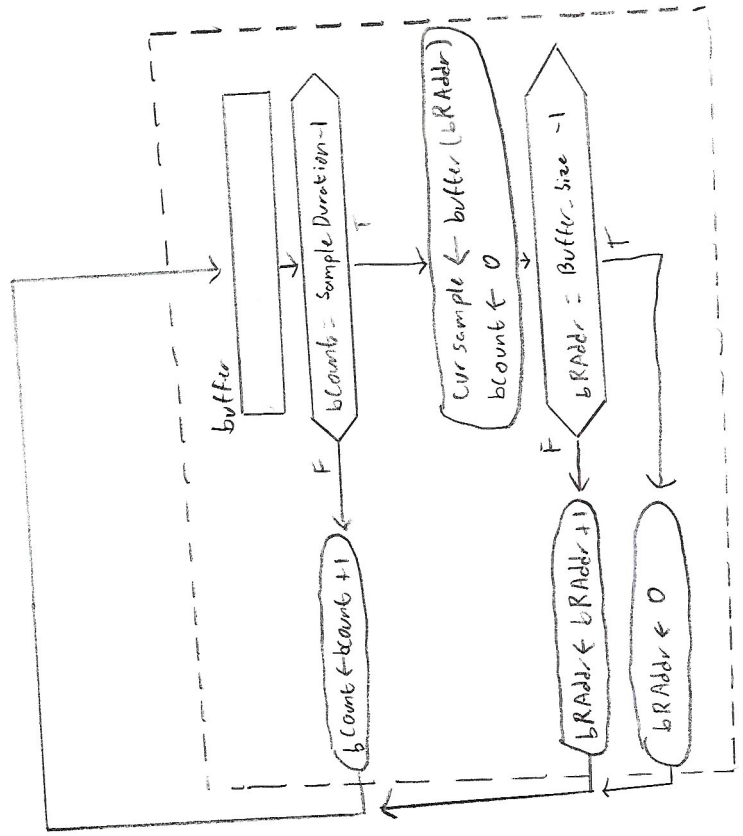 buffer
bCount = Sample Duration-1
T
F
bCount ← bcount +1
Cur sample ← buffer (bRAddr)
bcount ← 0
bRAddr = Buffer_Size -1
T
F
bRAddr ← bRAddr +1
bRAddr ← 0